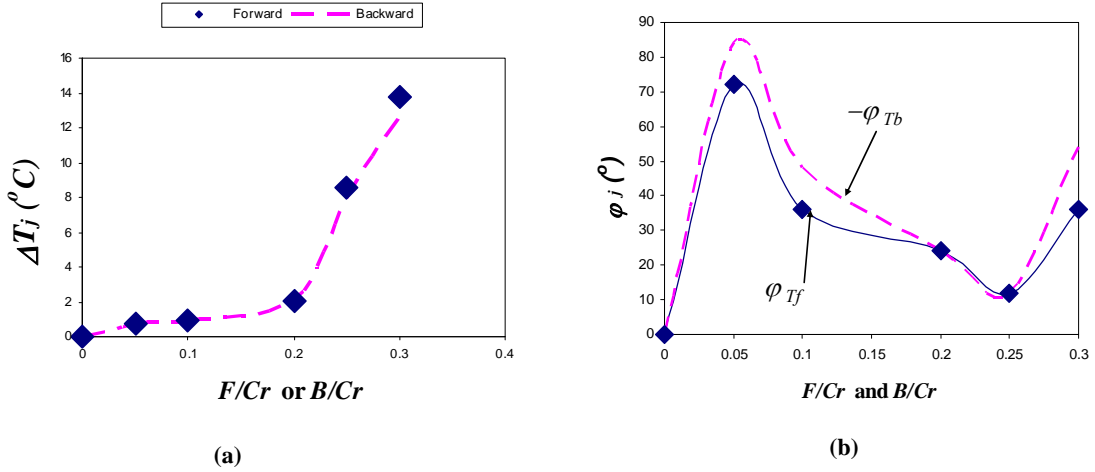 Forward Backward
16
14
12
10
8
6
4
2
0
0 0.1 0.2 0.3 0.4
ΔTj (ºC)
F/Cr or B/Cr
(a)
90
80
70
60
50
40
30
20
10
0
0 0.05 0.1 0.15 0.2 0.25 0.3
φj (º)
−φTb
φTf
F/Cr and B/Cr
(b)